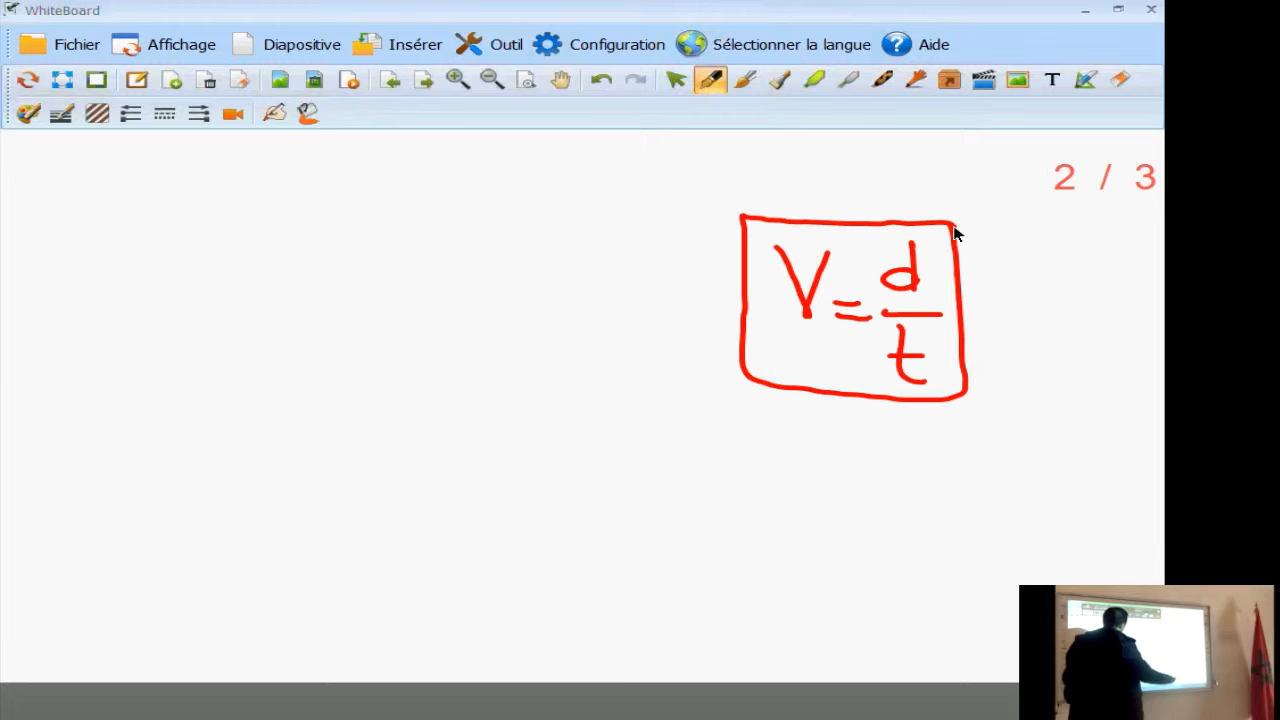 WhiteBoard
Fichier Affichage Diapositive Insérer Outil Configuration Sélectionner la langue Aide
T
2 / 3
V = d/t